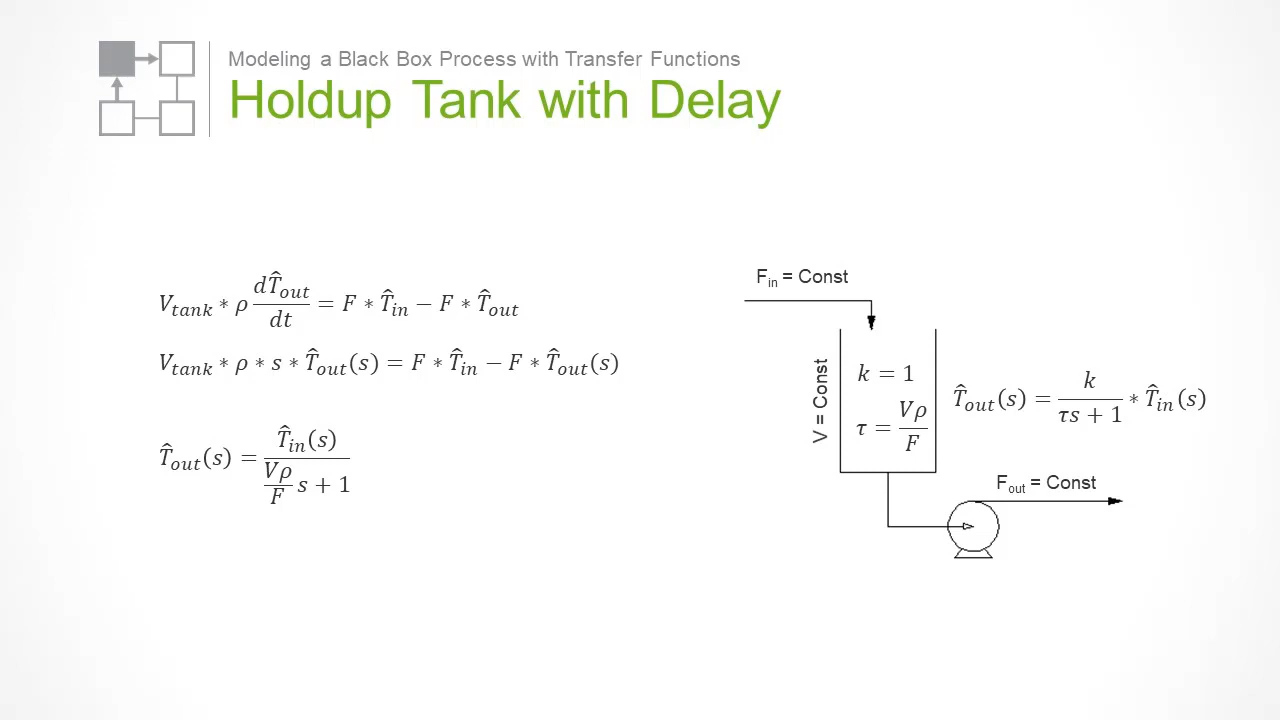 Modeling a Black Box Process with Transfer Functions
Holdup Tank with Delay
V_tank * ρ dT̂_out/dt = F * T̂_in − F * T̂_out
V_tank * ρ * s * T̂_out(s) = F * T̂_in − F * T̂_out(s)
T̂_out(s) = T̂_in(s) / (Vρ/F s + 1)
F_in = Const
V = Const
k = 1
τ = Vρ/F
T̂_out(s) = k/(τs + 1) * T̂_in(s)
F_out = Const